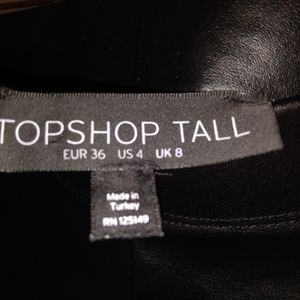 TOPSHOP TALL
EUR 36 US 4 UK 8
Made in
Turkey
RN 125149